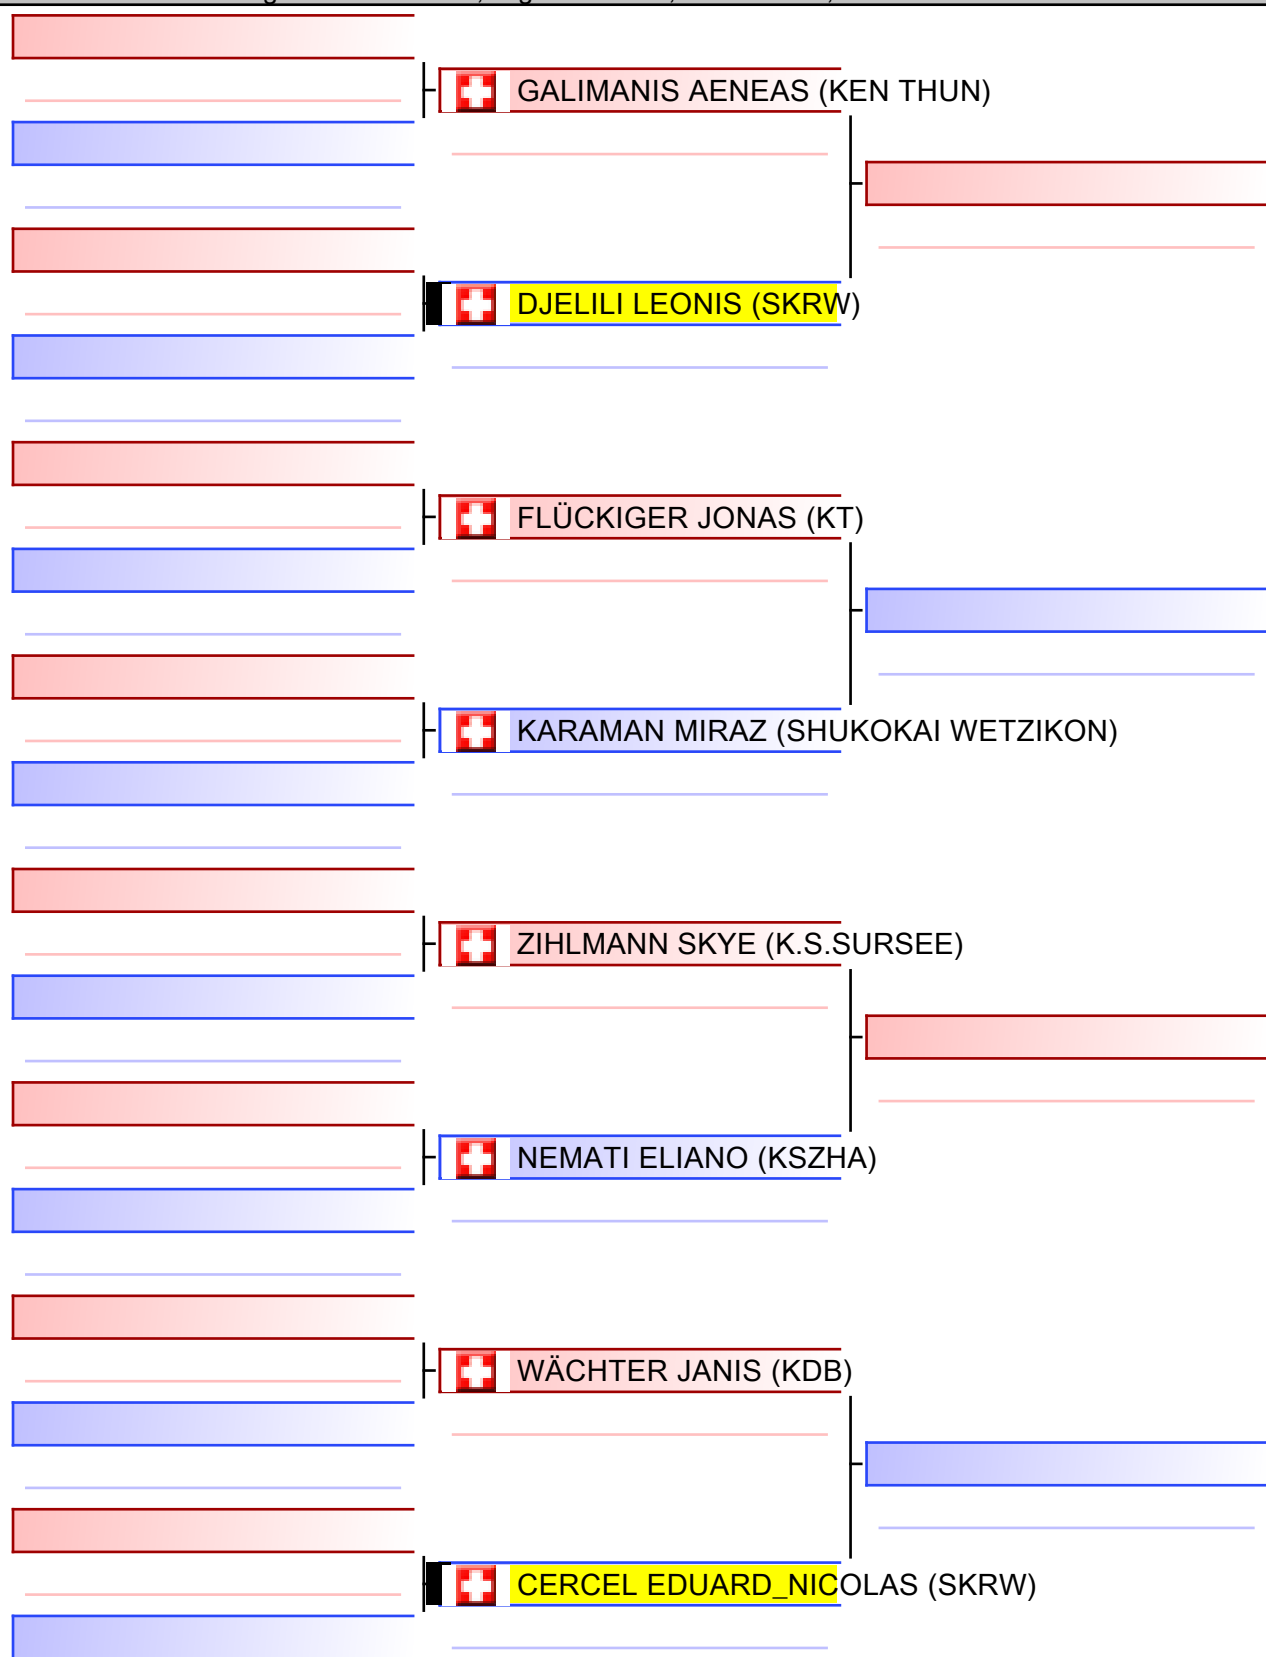 GALIMANIS AENEAS (KEN THUN)
DJELILI LEONIS (SKRW)
FLÜCKIGER JONAS (KT)
KARAMAN MIRAZ (SHUKOKAI WETZIKON)
ZIHLMANN SKYE (K.S.SURSEE)
NEMATI ELIANO (KSZHA)
WÄCHTER JANIS (KDB)
CERCEL EDUARD_NICOLAS (SKRW)